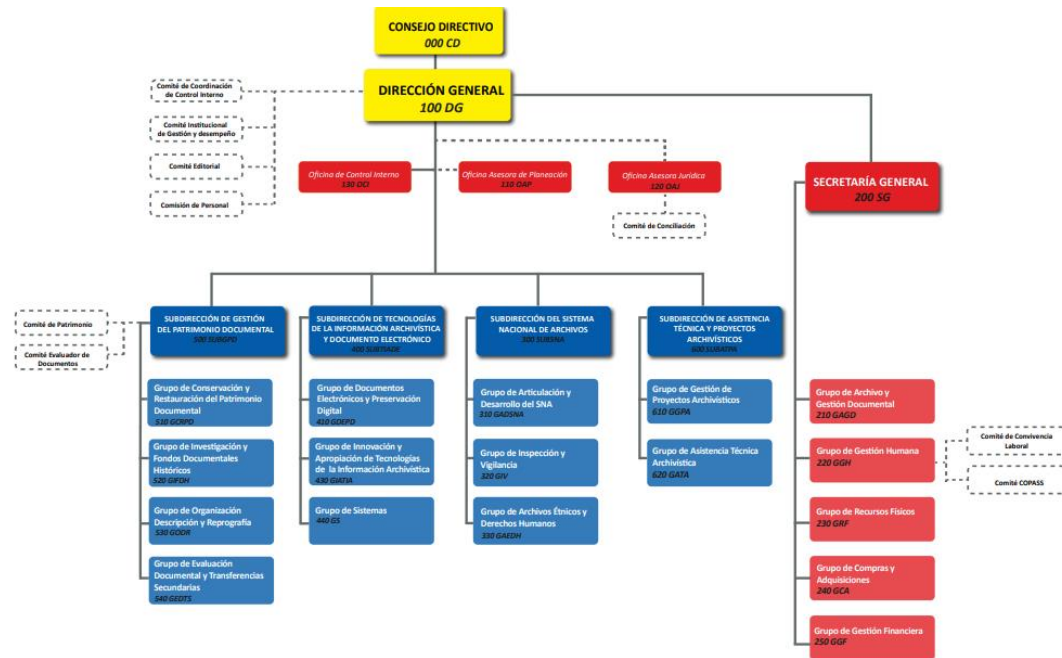 CONSEJO DIRECTIVO
000 CD
DIRECCIÓN GENERAL
100 DG
Comité de Coordinación
de Control Interno
Comité Institucional
de Gestión y desempeño
Comité Editorial
Comisión de Personal
Oficina de Control Interno
130 OCI
Oficina Asesora de Planeación
110 OAP
Oficina Asesora Jurídica
120 OAJ
Comité de Conciliación
SECRETARÍA GENERAL
200 SG
Comité de Patrimonio
Comité Evaluador de
Documentos
SUBDIRECCIÓN DE GESTIÓN
DEL PATRIMONIO DOCUMENTAL
500 SUBGPD
Grupo de Conservación y
Restauración del Patrimonio
Documental
510 GCRPD
Grupo de Investigación y
Fondos Documentales
Históricos
520 GIFDH
Grupo de Organización
Descripción y Reprografía
530 GODR
Grupo de Evaluación
Documental y Transferencias
Secundarias
540 GEDTS
SUBDIRECCIÓN DE TECNOLOGÍAS
DE LA INFORMACIÓN ARCHIVÍSTICA
Y DOCUMENTO ELECTRÓNICO
400 SUBTIADE
Grupo de Documentos
Electrónicos y Preservación
Digital
410 GDEPD
Grupo de Innovación y
Apropiación de Tecnologías
de la Información Archivística
430 GIATIA
Grupo de Sistemas
440 GS
SUBDIRECCIÓN DEL SISTEMA
NACIONAL DE ARCHIVOS
300 SUBSNA
Grupo de Articulación y
Desarrollo del SNA
310 GADSNA
Grupo de Inspección y
Vigilancia
320 GIV
Grupo de Archivos Étnicos y
Derechos Humanos
330 GAEDH
SUBDIRECCIÓN DE ASISTENCIA
TÉCNICA Y PROYECTOS
ARCHIVÍSTICOS
600 SUBATPA
Grupo de Gestión de
Proyectos Archivísticos
610 GGPA
Grupo de Asistencia Técnica
Archivística
620 GATA
Grupo de Archivo y
Gestión Documental
210 GAGD
Grupo de Gestión Humana
220 GGH
Comité de Convivencia
Laboral
Comité COPASS
Grupo de Recursos Físicos
230 GRF
Grupo de Compras y
Adquisiciones
240 GCA
Grupo de Gestión Financiera
250 GGF